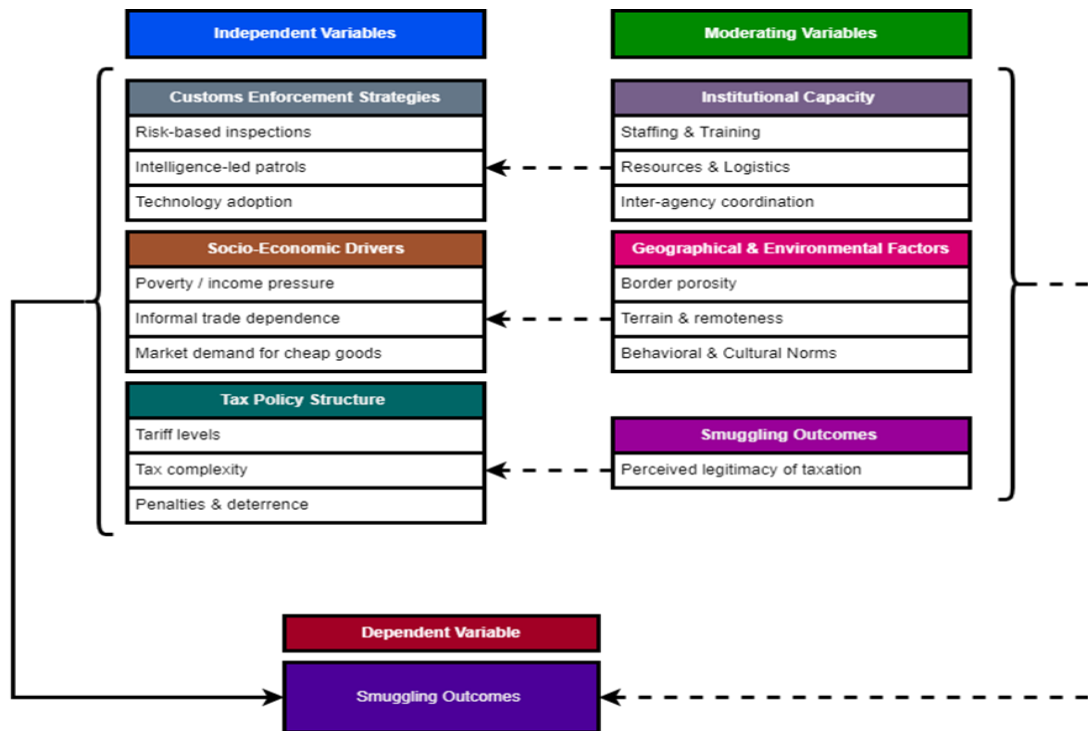 Independent Variables
Customs Enforcement Strategies
Risk-based inspections
Intelligence-led patrols
Technology adoption
Socio-Economic Drivers
Poverty / income pressure
Informal trade dependence
Market demand for cheap goods
Tax Policy Structure
Tariff levels
Tax complexity
Penalties & deterrence
Moderating Variables
Institutional Capacity
Staffing & Training
Resources & Logistics
Inter-agency coordination
Geographical & Environmental Factors
Border porosity
Terrain & remoteness
Behavioral & Cultural Norms
Smuggling Outcomes
Perceived legitimacy of taxation
Dependent Variable
Smuggling Outcomes